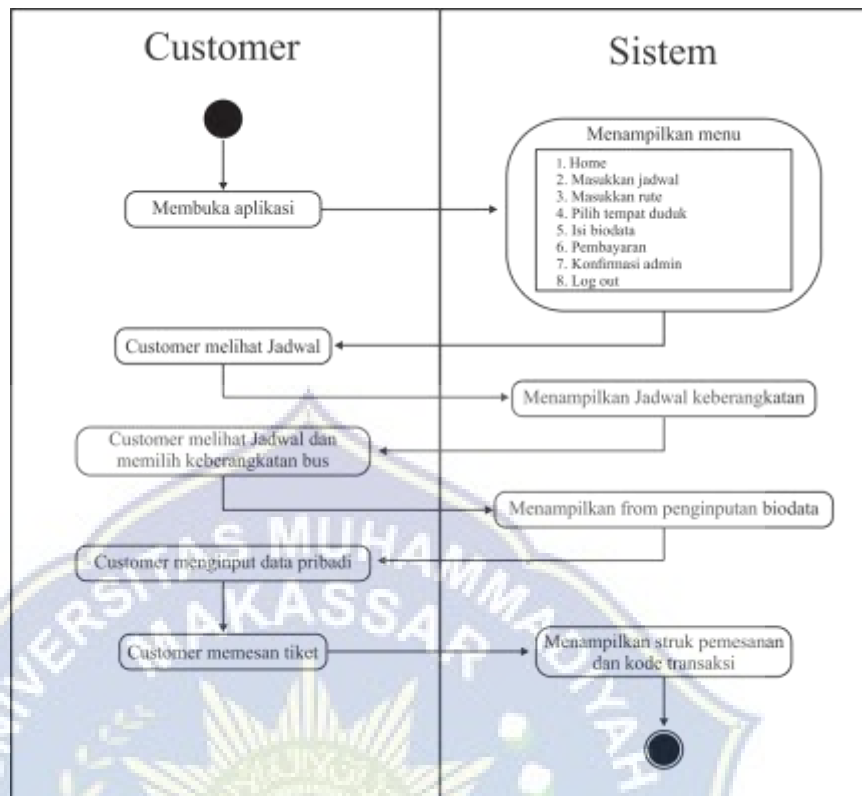 Customer
Sistem
Menampilkan menu
1. Home
2. Masukkan jadwal
3. Masukkan rute
4. Pilih tempat duduk
5. Isi biodata
6. Pembayaran
7. Konfirmasi admin
8. Log out
Membuka aplikasi
Customer melihat Jadwal
Menampilkan Jadwal keberangkatan
Customer melihat Jadwal dan
memilih keberangkatan bus
Menampilkan from penginputan biodata
Customer menginput data pribadi
Customer memesan tiket
Menampilkan struk pemesanan
dan kode transaksi
UNIVERSITAS MUHAMMADIYAH
MAKASSAR